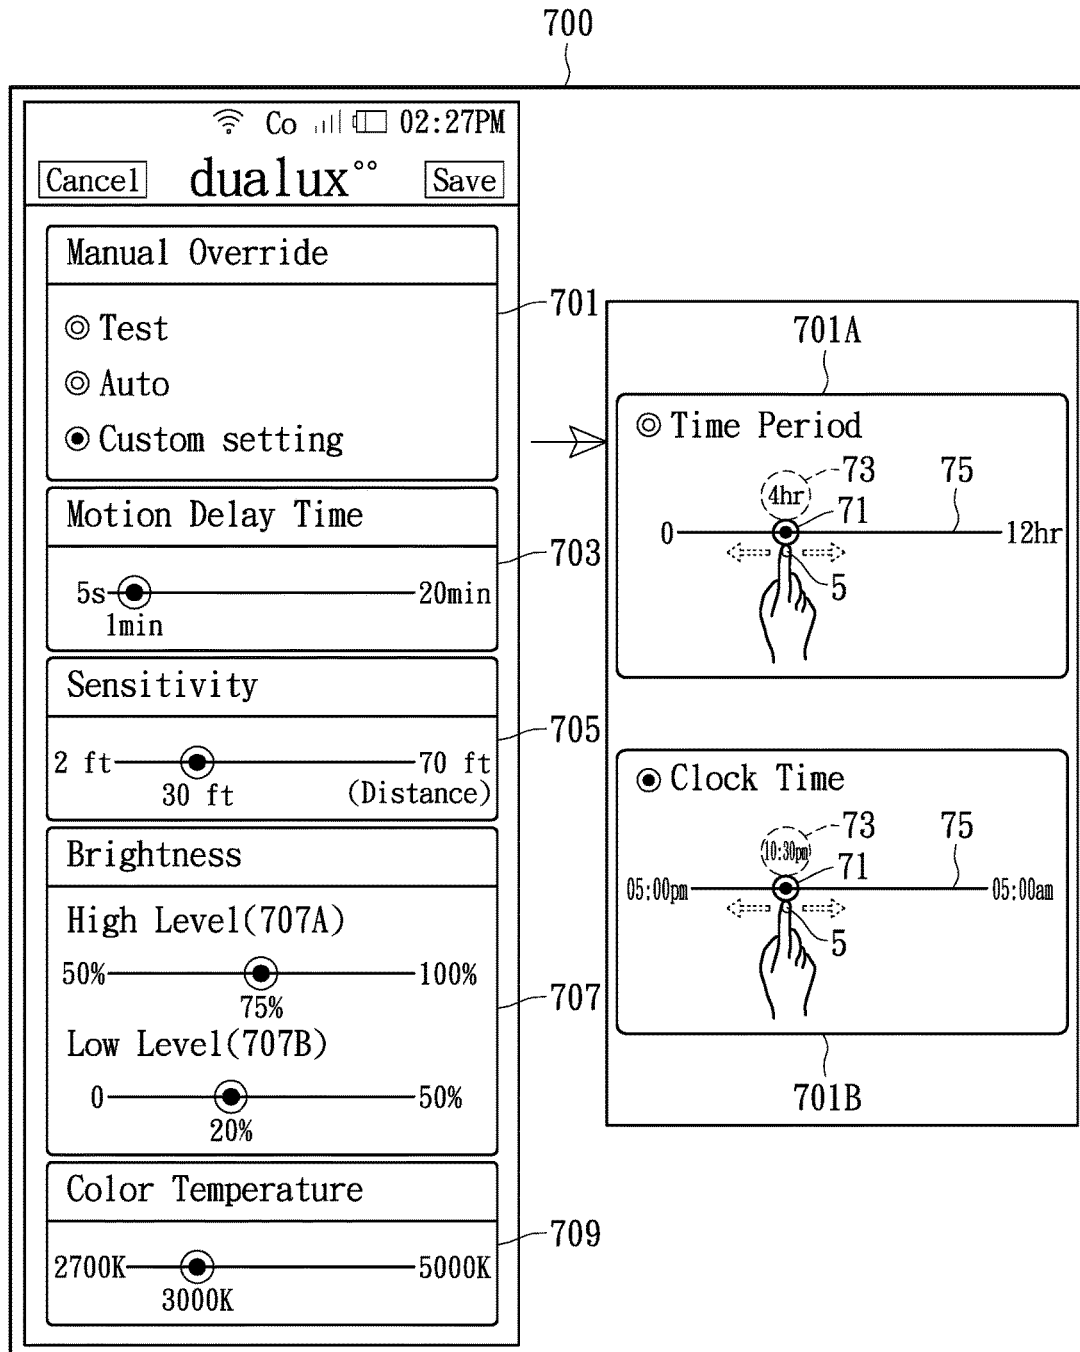 700
Co 02:27PM
Cancel dualux°° Save
Manual Override
Test
Auto
Custom setting
701
Motion Delay Time
5s 20min
1min
703
Sensitivity
2 ft 70 ft
30 ft (Distance)
705
Brightness
High Level(707A)
50% 100%
75%
Low Level(707B)
0 50%
20%
707
Color Temperature
2700K 5000K
3000K
709
701A
Time Period
4hr 73 75
71
0 12hr
5
Clock Time
10:30pm 73 75
71
05:00pm 05:00am
5
701B